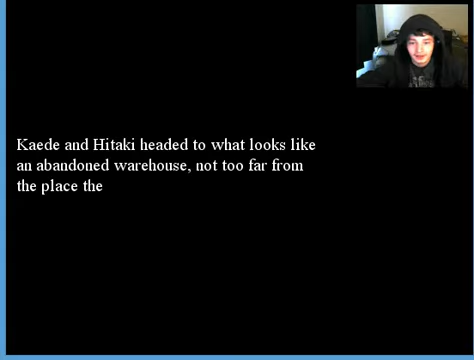 Kaede and Hitaki headed to what looks like
an abandoned warehouse, not too far from
the place the